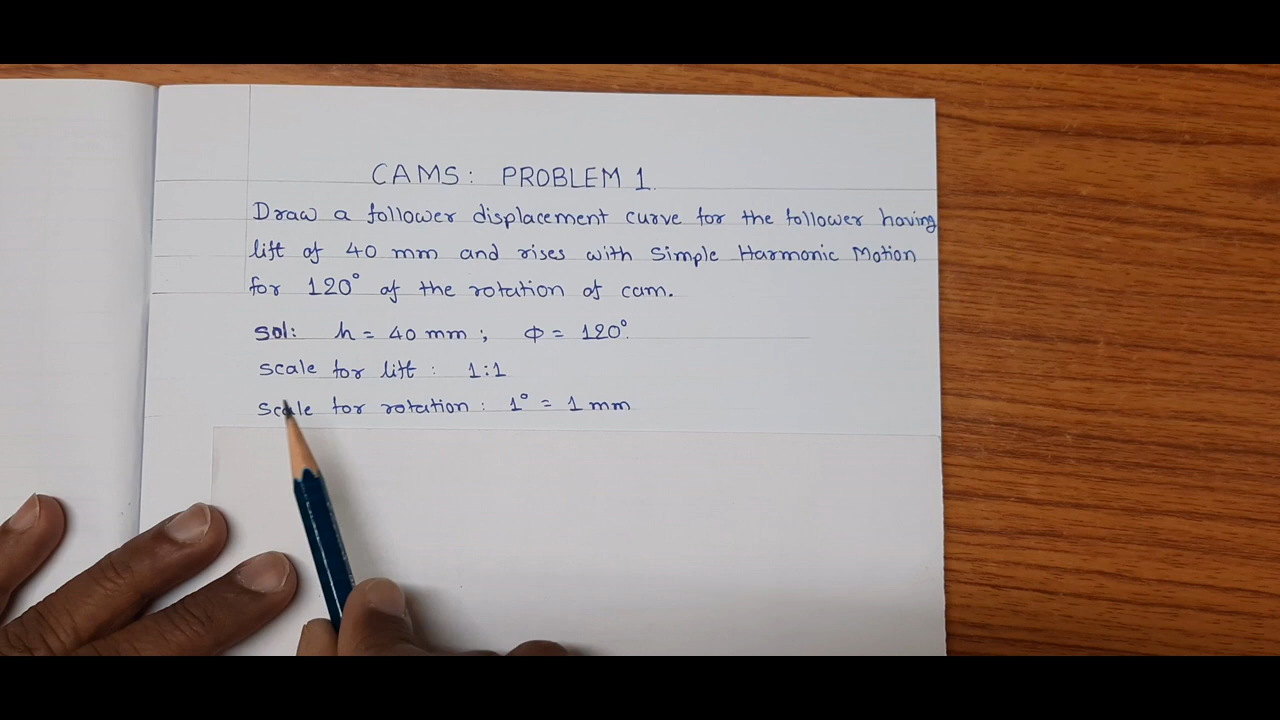 CAMS: PROBLEM 1.
Draw a follower displacement curve for the follower having
lift of 40 mm and rises with Simple Harmonic Motion
for 120° of the rotation of cam.
Sol: h = 40 mm ; Φ = 120°.
Scale for lift : 1:1
Scale for rotation : 1° = 1 mm